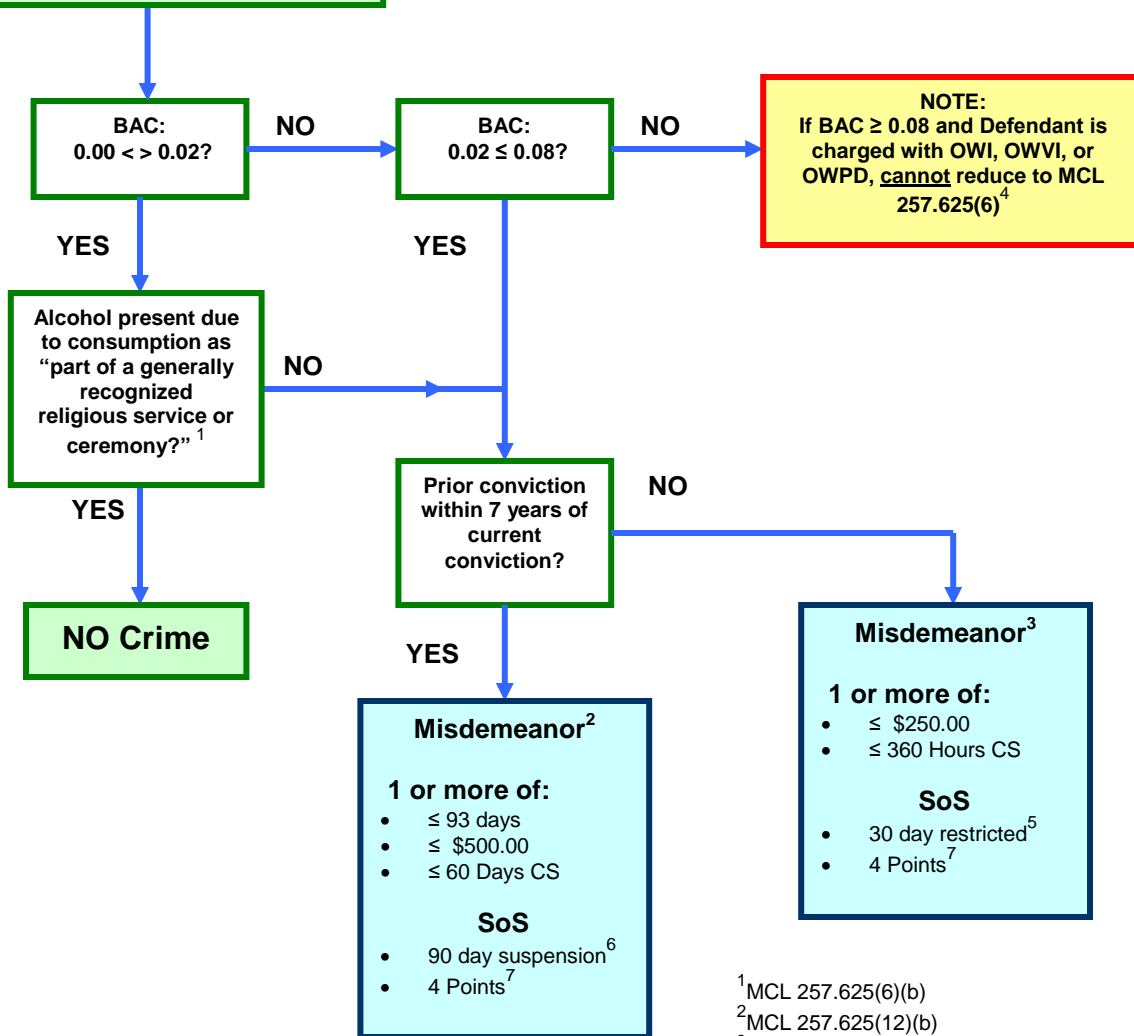 BAC:
0.00 < > 0.02?
NO
BAC:
0.02 ≤ 0.08?
NO
NOTE:
If BAC ≥ 0.08 and Defendant is
charged with OWI, OWVI, or
OWPD, cannot reduce to MCL
257.625(6)4
YES
YES
Alcohol present due
to consumption as
“part of a generally
recognized
religious service or
ceremony?” 1
NO
YES
NO Crime
Prior conviction
within 7 years of
current
conviction?
NO
YES
Misdemeanor2
1 or more of:
• ≤ 93 days
• ≤ $500.00
• ≤ 60 Days CS
SoS
• 90 day suspension6
• 4 Points7
Misdemeanor3
1 or more of:
• ≤ $250.00
• ≤ 360 Hours CS
SoS
• 30 day restricted5
• 4 Points7
1MCL 257.625(6)(b)
2MCL 257.625(12)(b)